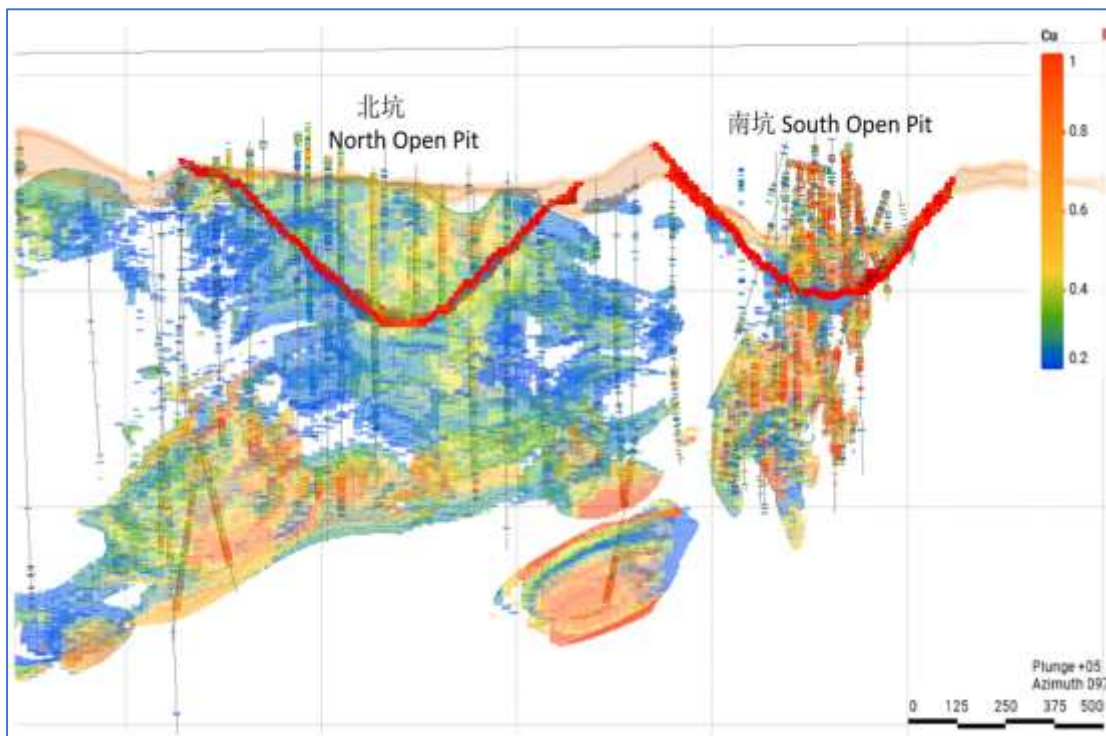 Cu
1
0.8
0.6
0.4
0.2
北坑
North Open Pit
南坑 South Open Pit
Plunge +05
Azimuth 097
0 125 250 375 500